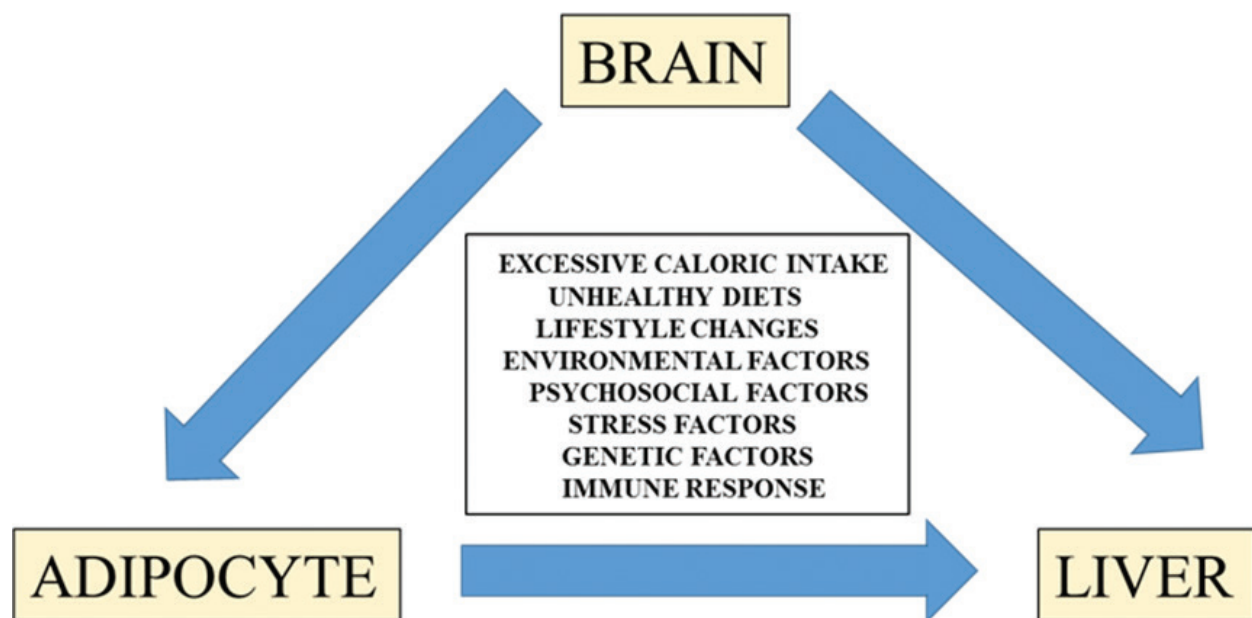 BRAIN
EXCESSIVE CALORIC INTAKE
UNHEALTHY DIETS
LIFESTYLE CHANGES
ENVIRONMENTAL FACTORS
PSYCHOSOCIAL FACTORS
STRESS FACTORS
GENETIC FACTORS
IMMUNE RESPONSE
ADIPOCYTE
LIVER